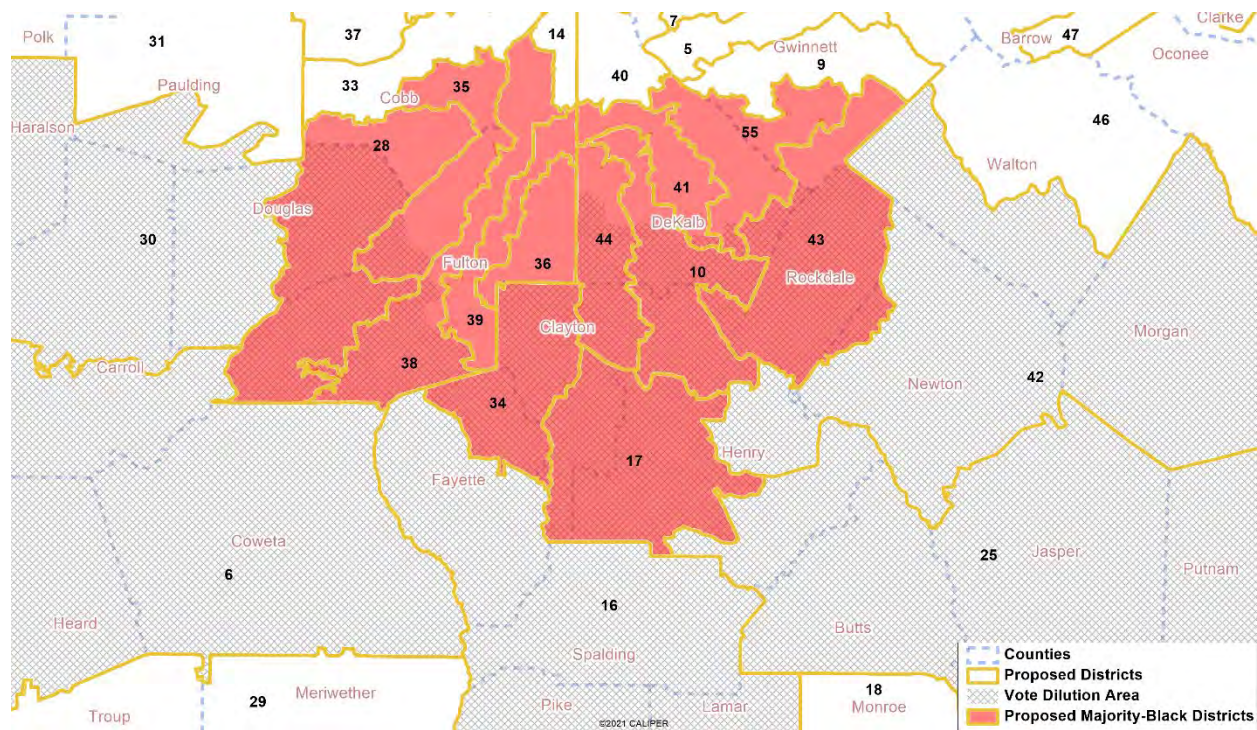 7
Clarke
31
37
14
Barrow
47
Polk
5
Gwinnett
Oconee
9
40
Paulding
33
35
Cobb
46
Haralson
55
28
Walton
41
Douglas
DeKalb
30
44
43
Fulton
36
10
Rockdale
39
Clayton
Morgan
38
Carroll
Newton
42
34
Henry
17
Fayette
Coweta
25
Jasper
Putnam
6
16
Heard
Butts
Spalding
Counties
Proposed Districts
29
Meriwether
18
Vote Dilution Area
Pike
Lamar
Monroe
Troup
©2021 CALIPER
Proposed Majority-Black Districts